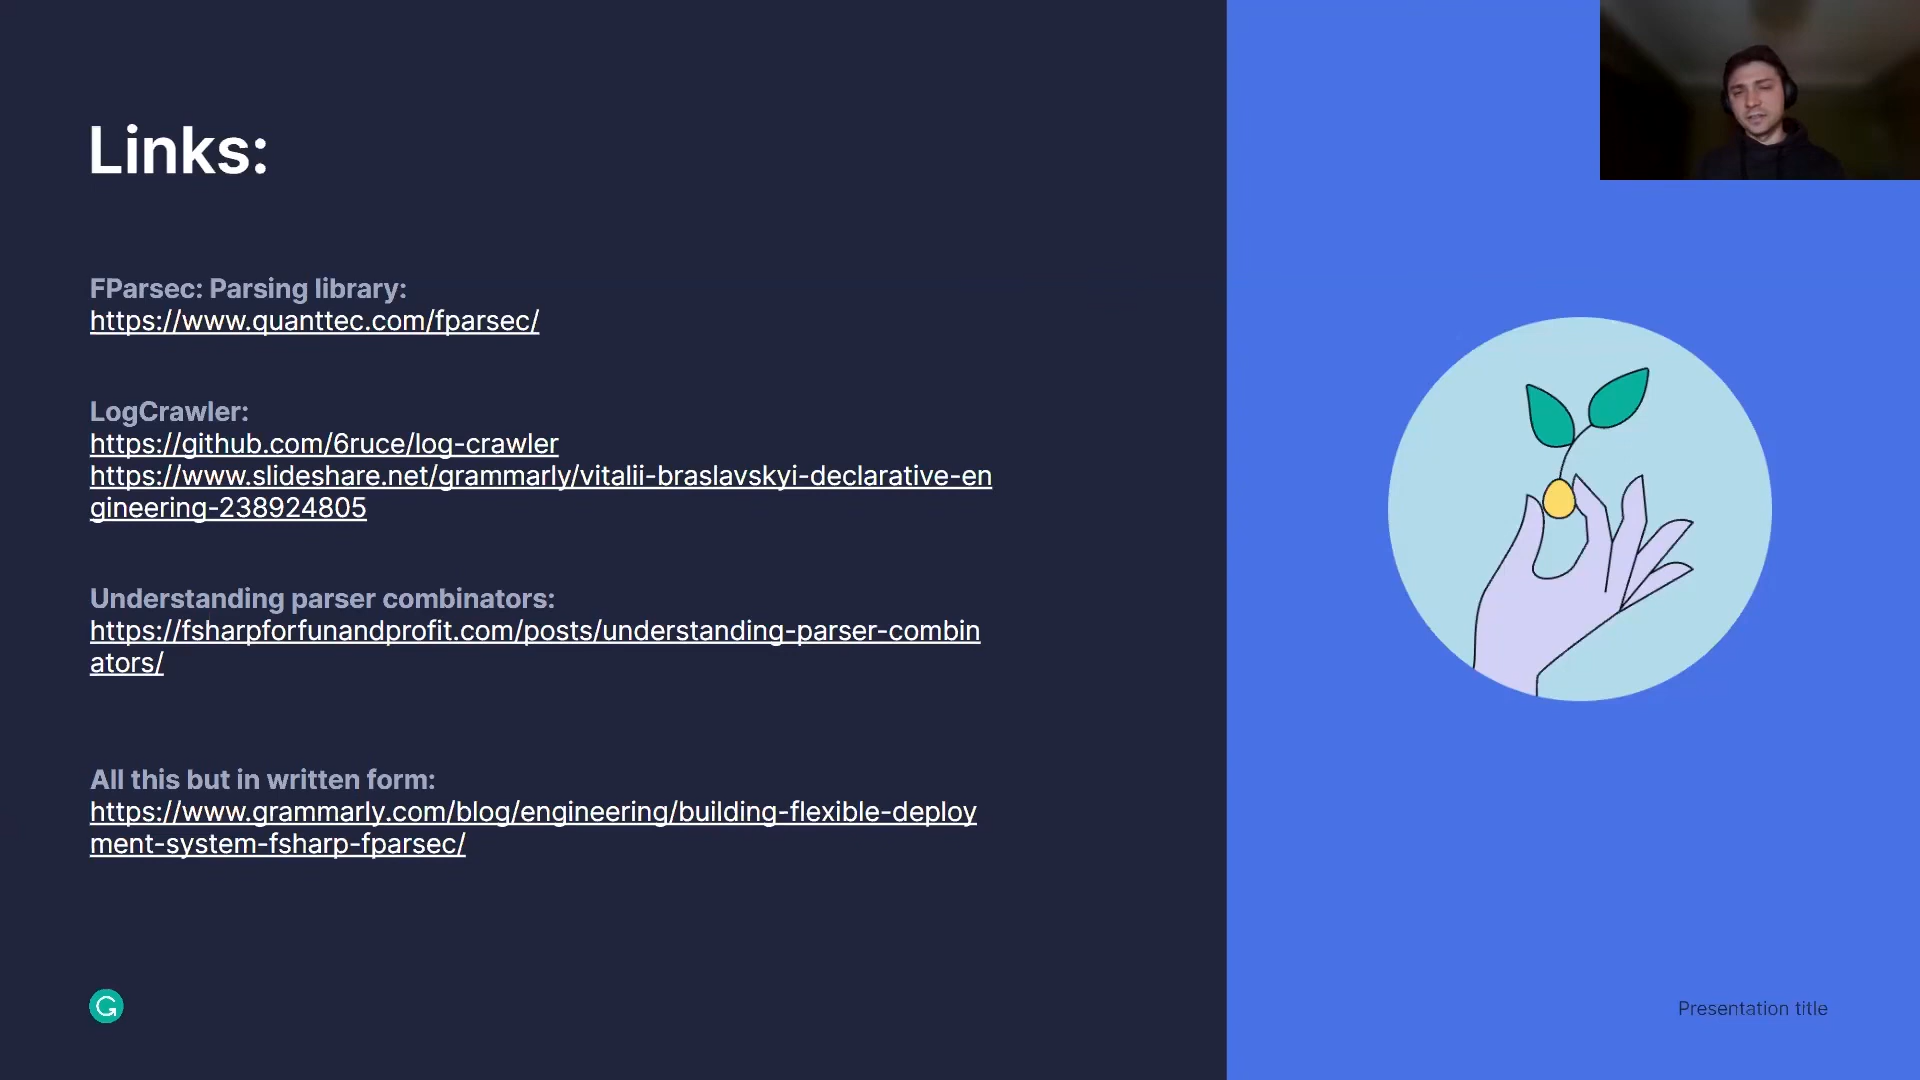 Links:
FParsec: Parsing library:
https://www.quanttec.com/fparsec/
LogCrawler:
https://github.com/6ruce/log-crawler
https://www.slideshare.net/grammarly/vitalii-braslavskyi-declarative-en
gineering-238924805
Understanding parser combinators:
https://fsharpforfunandprofit.com/posts/understanding-parser-combin
ators/
All this but in written form:
https://www.grammarly.com/blog/engineering/building-flexible-deploy
ment-system-fsharp-fparsec/
Presentation title